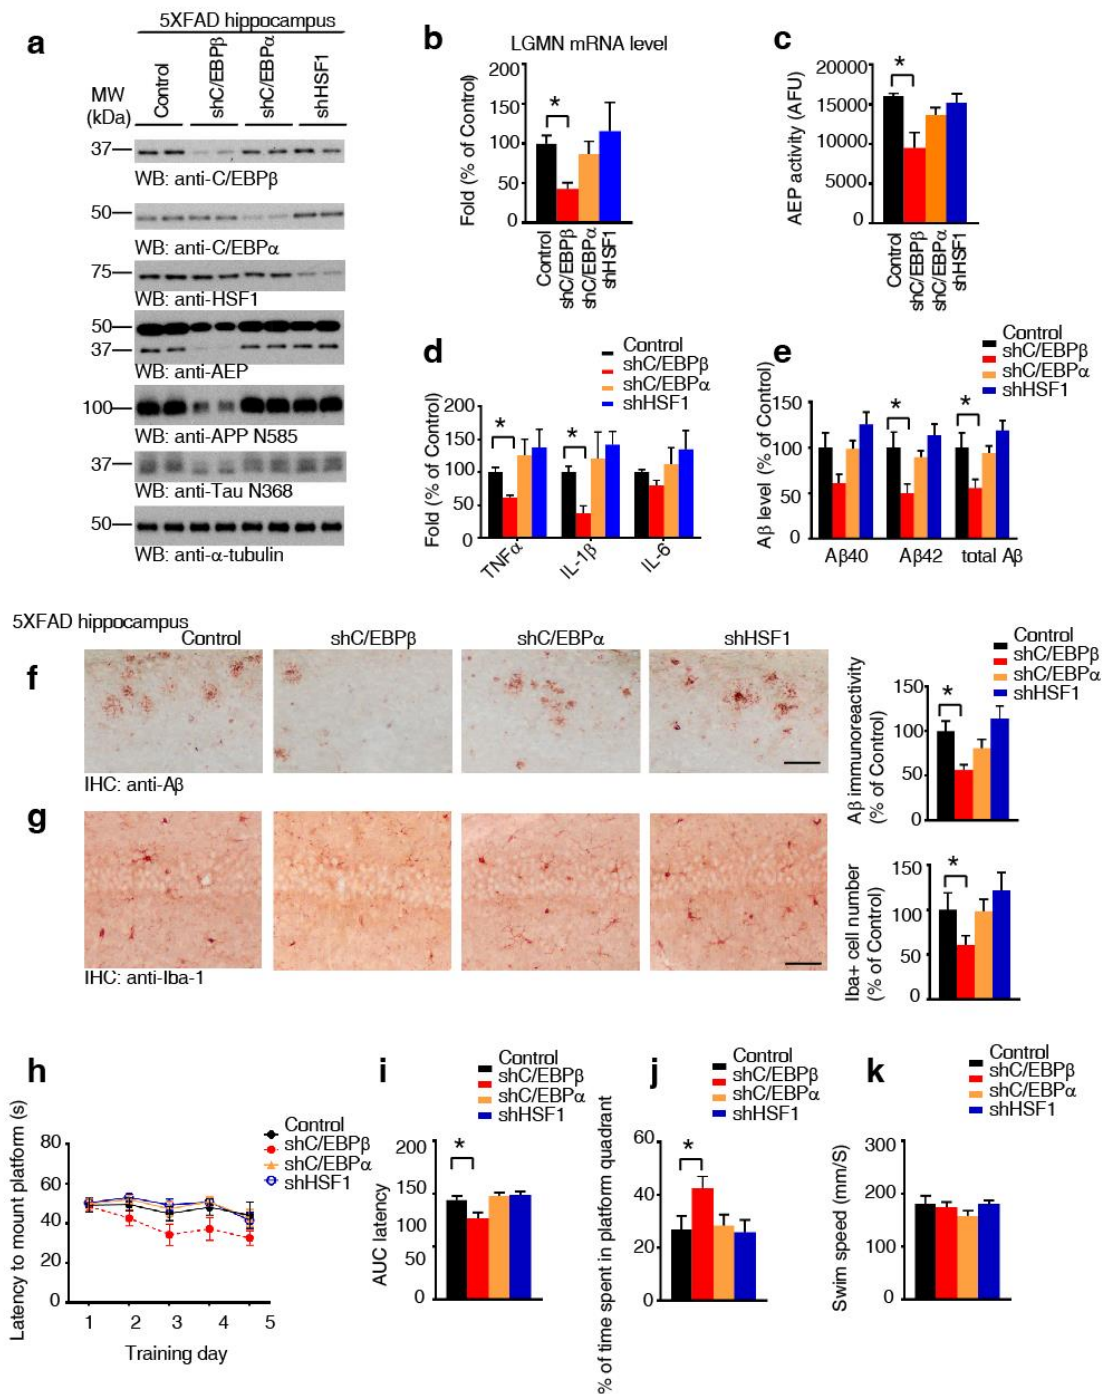 5XFAD hippocampus
a
MW
(kDa)
Control
shC/EBPβ
shC/EBPα
shHSF1
37
WB: anti-C/EBPβ
50
WB: anti-C/EBPα
75
WB: anti-HSF1
50
37
WB: anti-AEP
100
WB: anti-APP N585
37
WB: anti-Tau N368
50
WB: anti-α-tubulin
b
LGMN mRNA level
Fold (% of Control)
200
150
100
50
0
*
Control
shC/EBPβ
shC/EBPα
shHSF1
c
AEP activity (AFU)
20000
15000
10000
5000
0
*
Control
shC/EBPβ
shC/EBPα
shHSF1
d
Control
shC/EBPβ
shC/EBPα
shHSF1
Fold (% of Control)
200
150
100
50
0
*
*
TNFα
IL-1β
IL-6
e
Control
shC/EBPβ
shC/EBPα
shHSF1
Aβ level (% of Control)
150
100
50
0
*
*
Aβ40
Aβ42
total Aβ
5XFAD hippocampus
Control
shC/EBPβ
shC/EBPα
shHSF1
f
IHC: anti-Aβ
Control
shC/EBPβ
shC/EBPα
shHSF1
Aβ immunoreactivity
(% of Control)
150
100
50
0
*
g
IHC: anti-Iba-1
Iba+ cell number
(% of Control)
150
100
50
0
*
h
Control
shC/EBPβ
shC/EBPα
shHSF1
Latency to mount platform (s)
80
60
40
20
0
1 2 3 4 5
Training day
i
Control
shC/EBPβ
shC/EBPα
shHSF1
AUC latency
200
150
100
50
0
*
j
Control
shC/EBPβ
shC/EBPα
shHSF1
% of time spent in platform quadrant
60
40
20
0
*
k
Control
shC/EBPβ
shC/EBPα
shHSF1
Swim speed (mm/S)
300
200
100
0